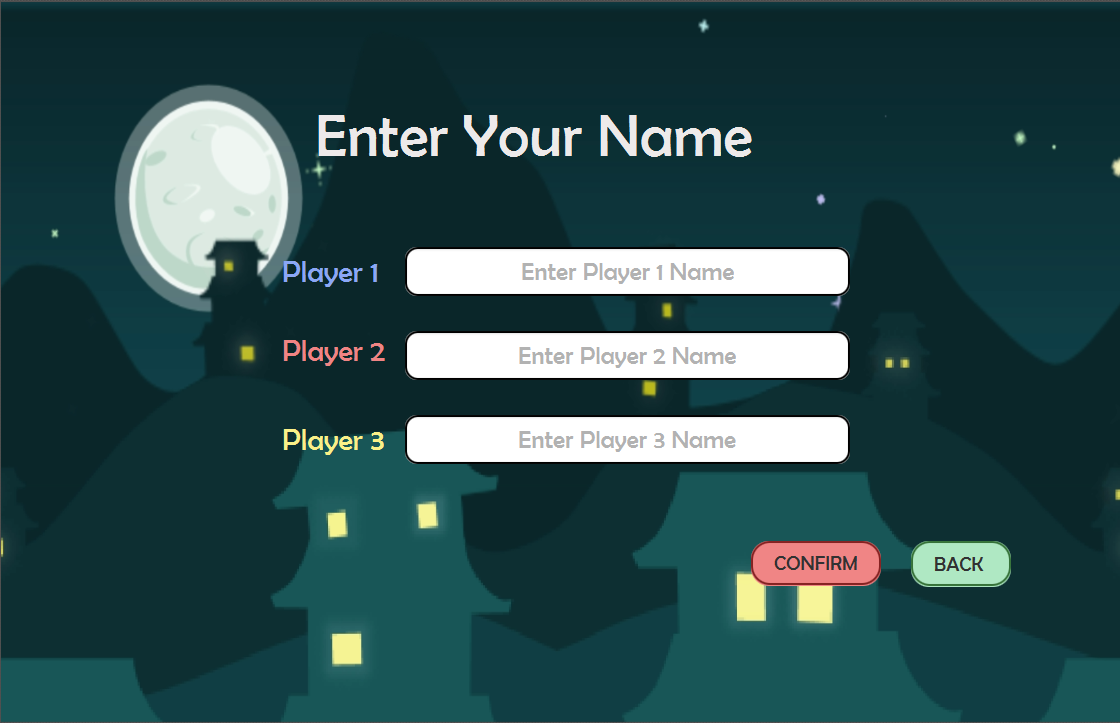 Enter Your Name
Player 1 Enter Player 1 Name
Player 2 Enter Player 2 Name
Player 3 Enter Player 3 Name
CONFIRM BACK